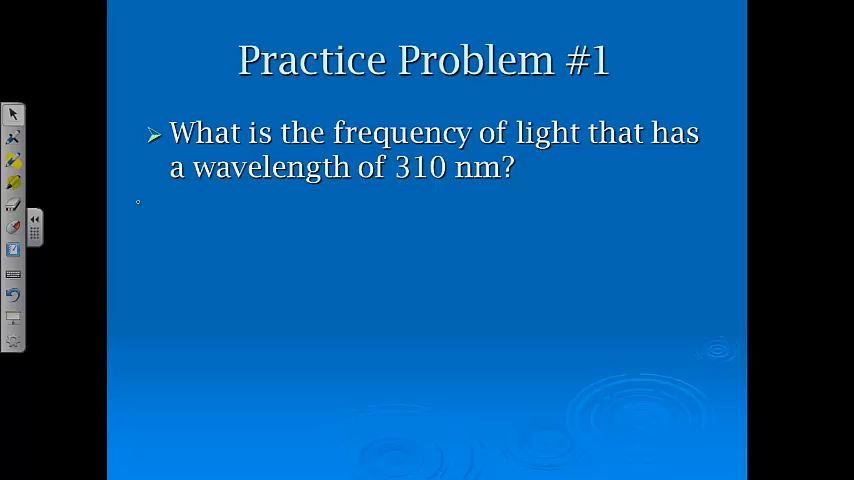 Practice Problem #1
What is the frequency of light that has
a wavelength of 310 nm?